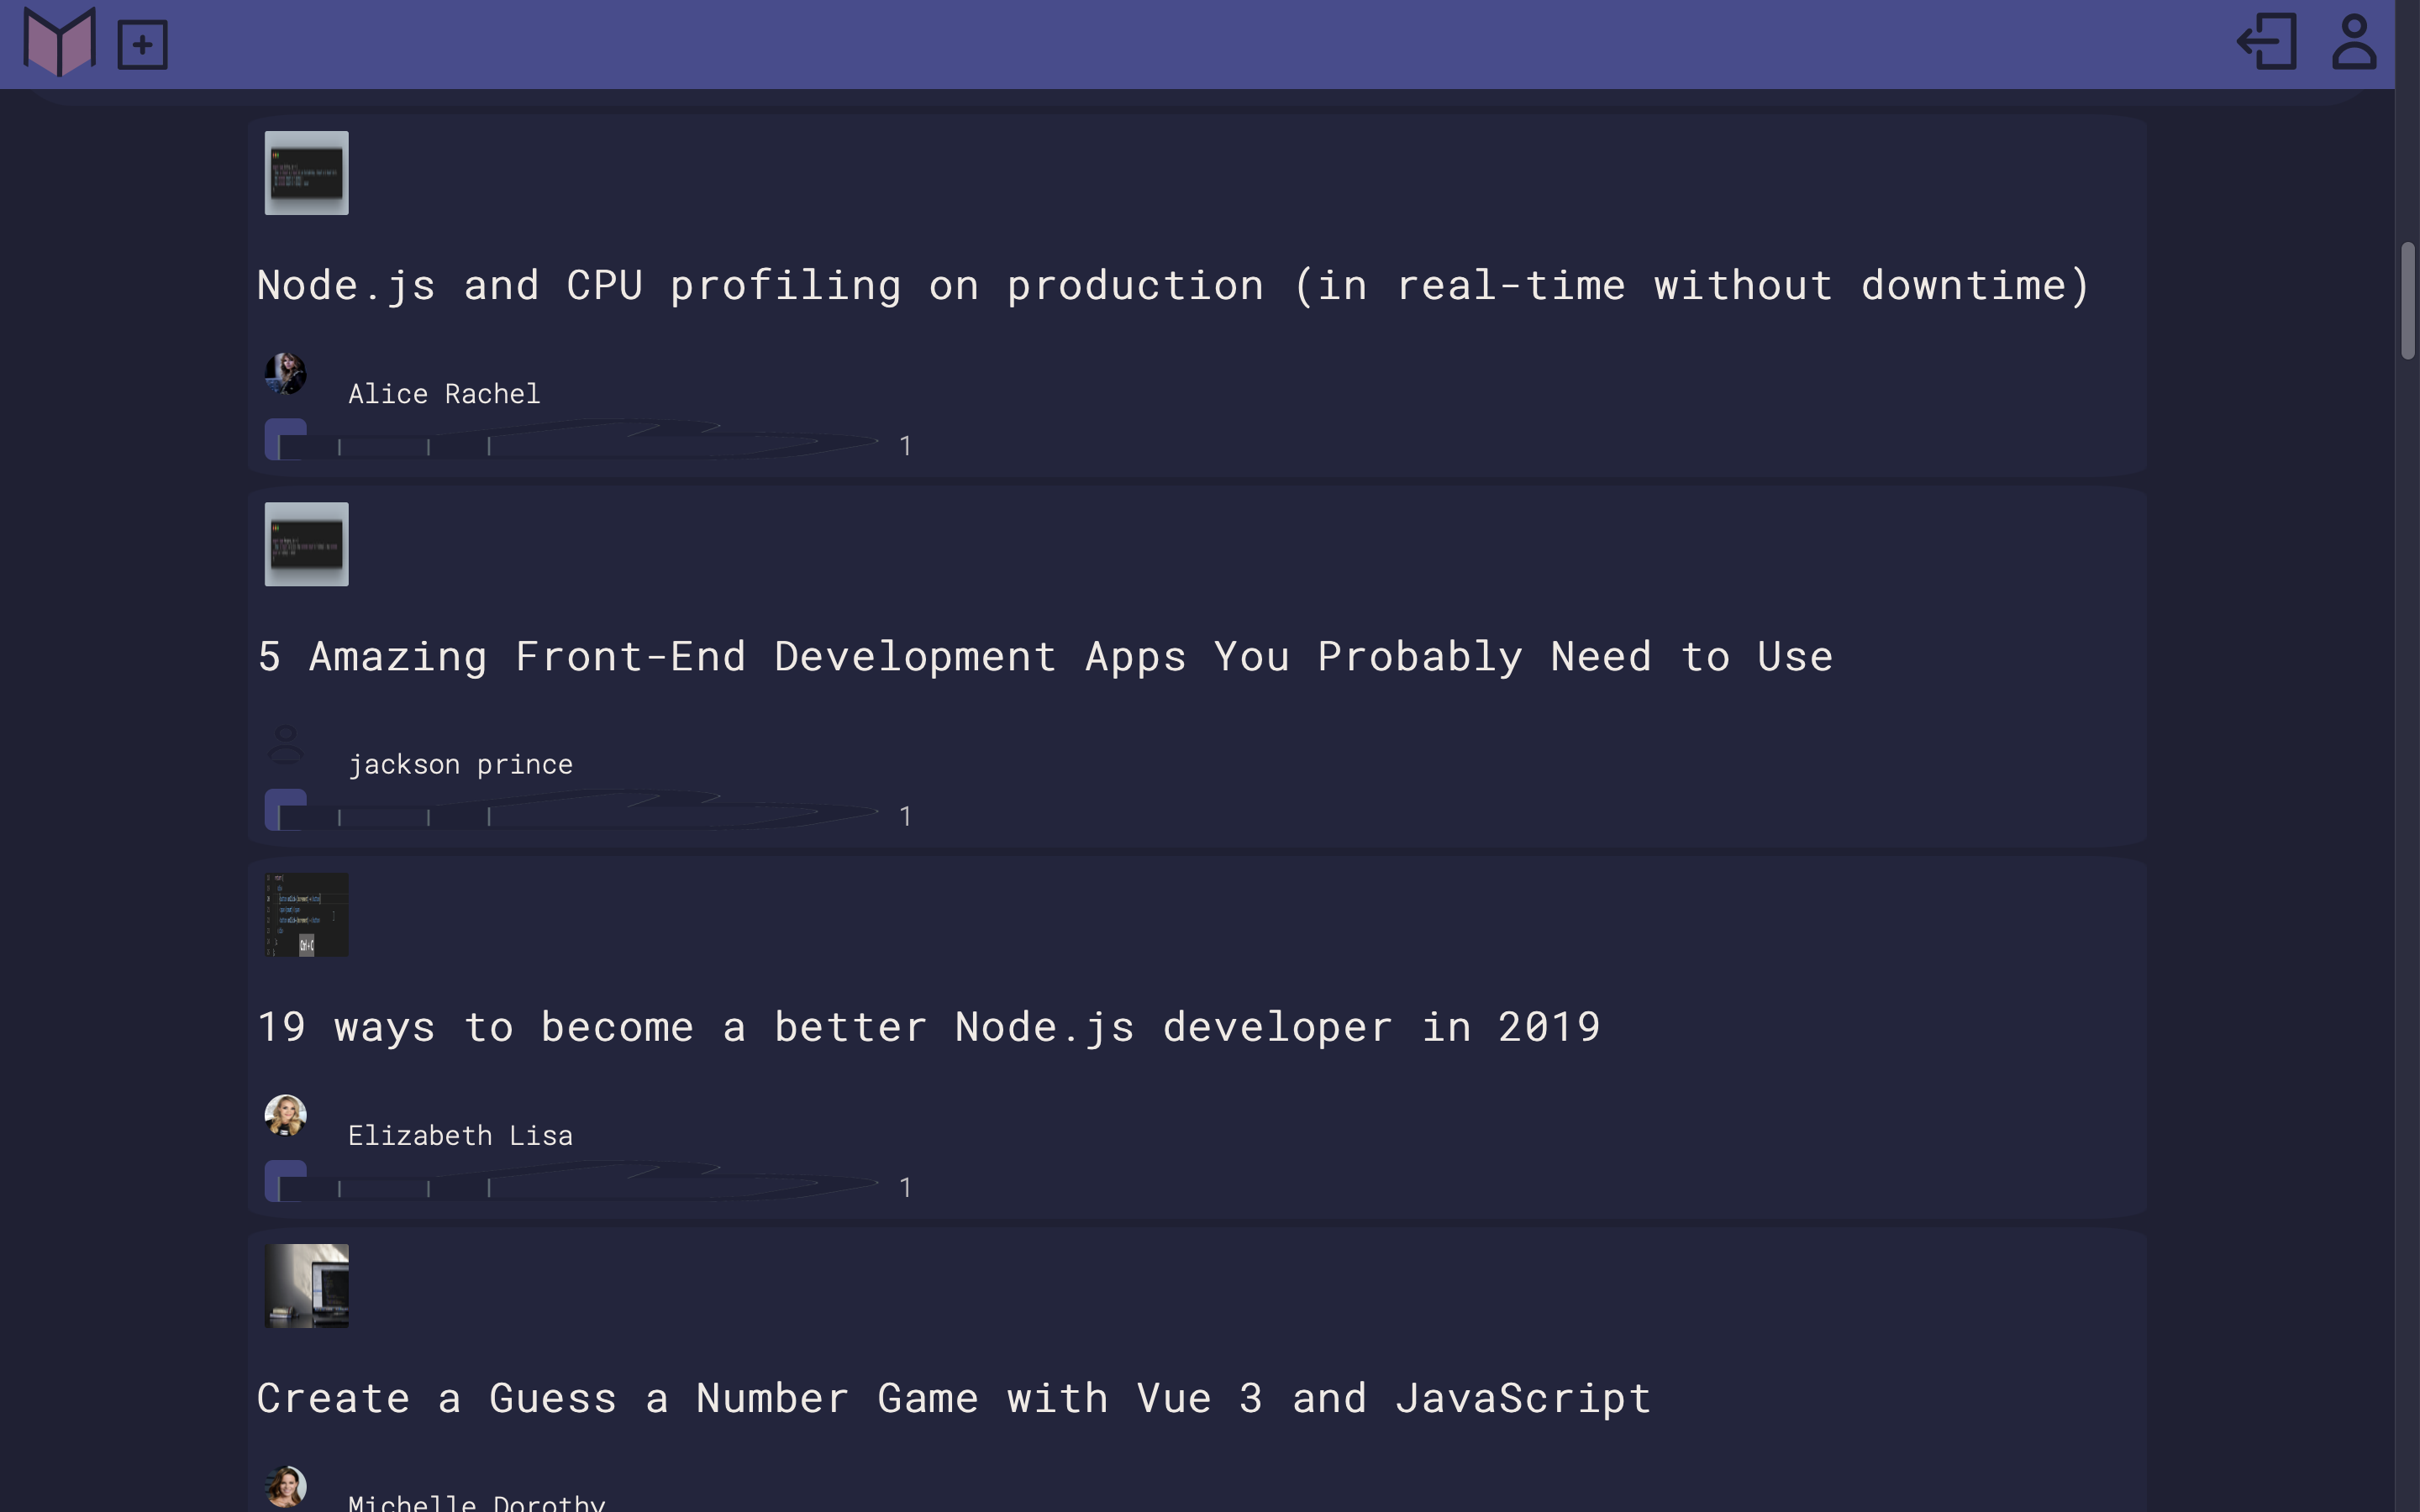 Node.js and CPU profiling on production (in real-time without downtime)
Alice Rachel
1
5 Amazing Front-End Development Apps You Probably Need to Use
jackson prince
1
19 ways to become a better Node.js developer in 2019
Elizabeth Lisa
1
Create a Guess a Number Game with Vue 3 and JavaScript
Michelle Dorothy